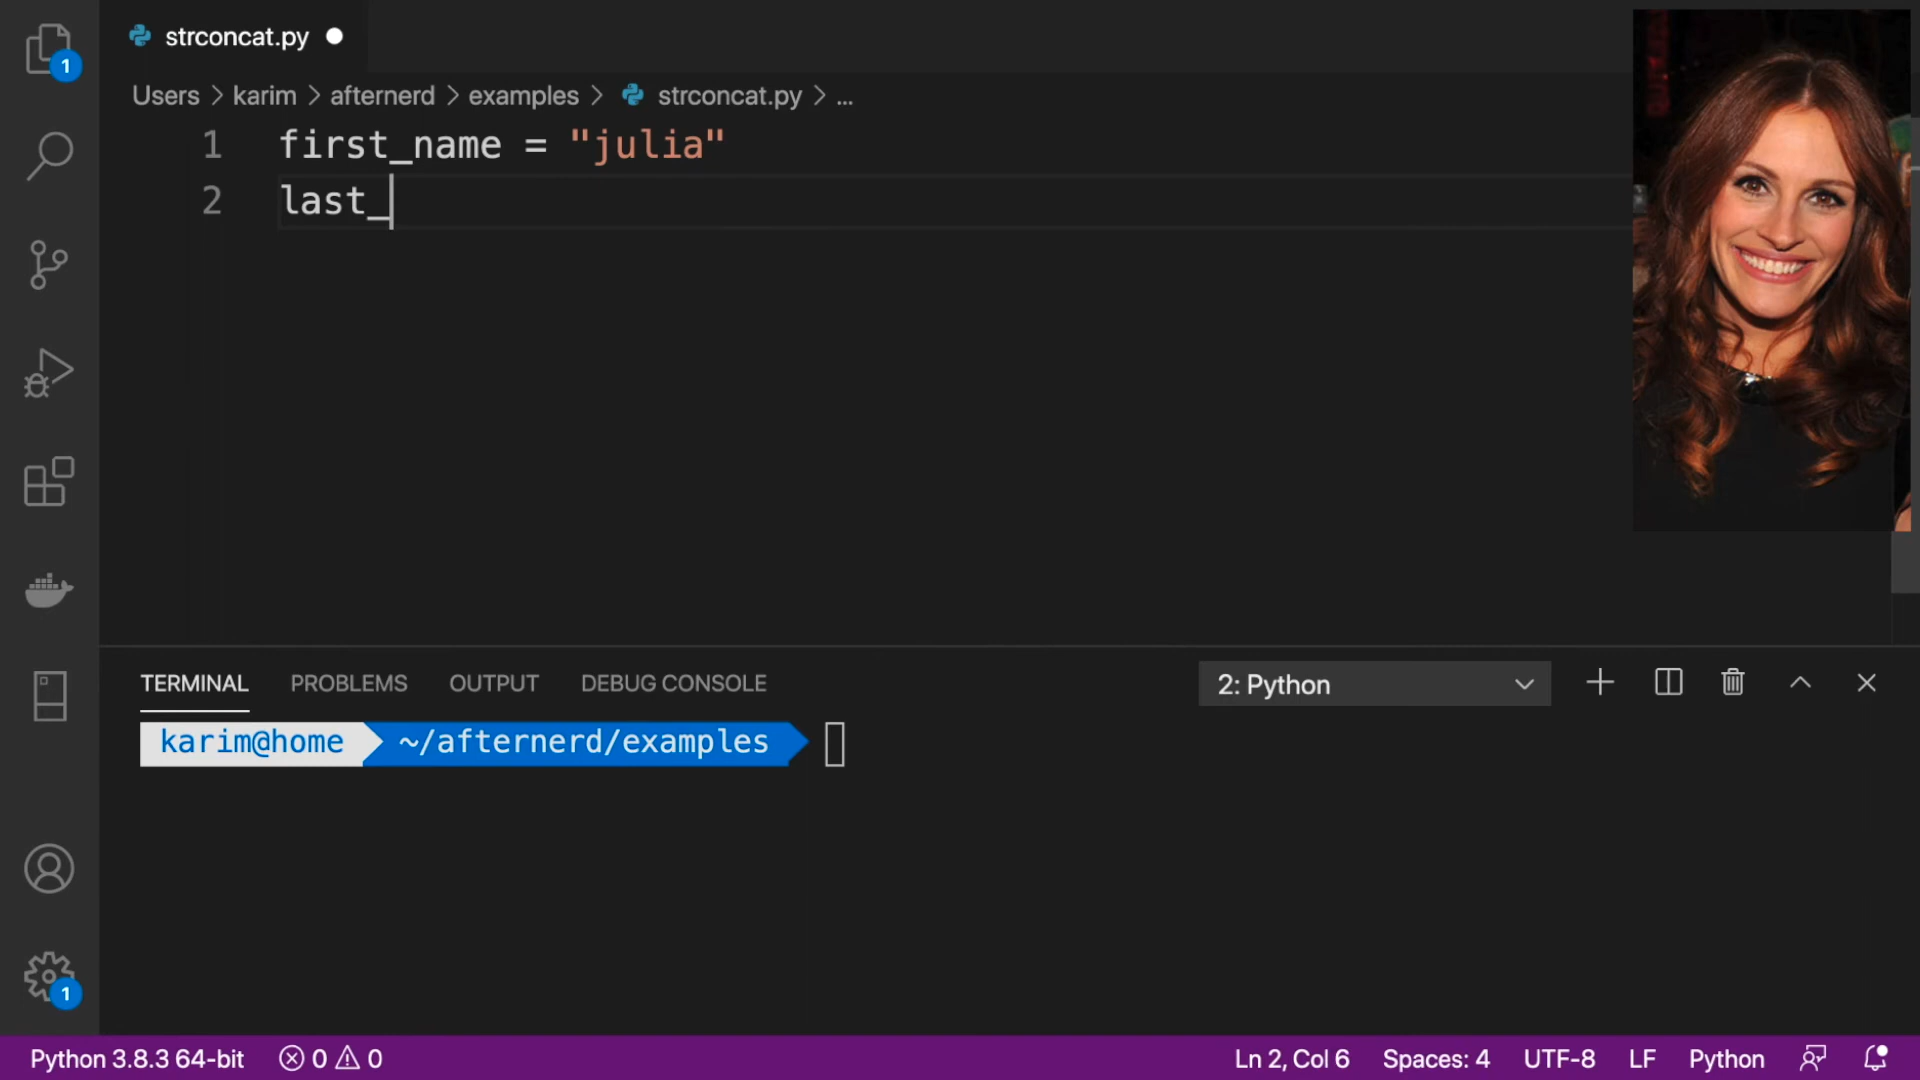 strconcat.py
1
Users > karim > afternerd > examples > strconcat.py > ...
1 first_name = "julia"
2 last_
TERMINAL PROBLEMS OUTPUT DEBUG CONSOLE 2: Python
karim@home ~/afternerd/examples
1
Python 3.8.3 64-bit 0 0 Ln 2, Col 6 Spaces: 4 UTF-8 LF Python